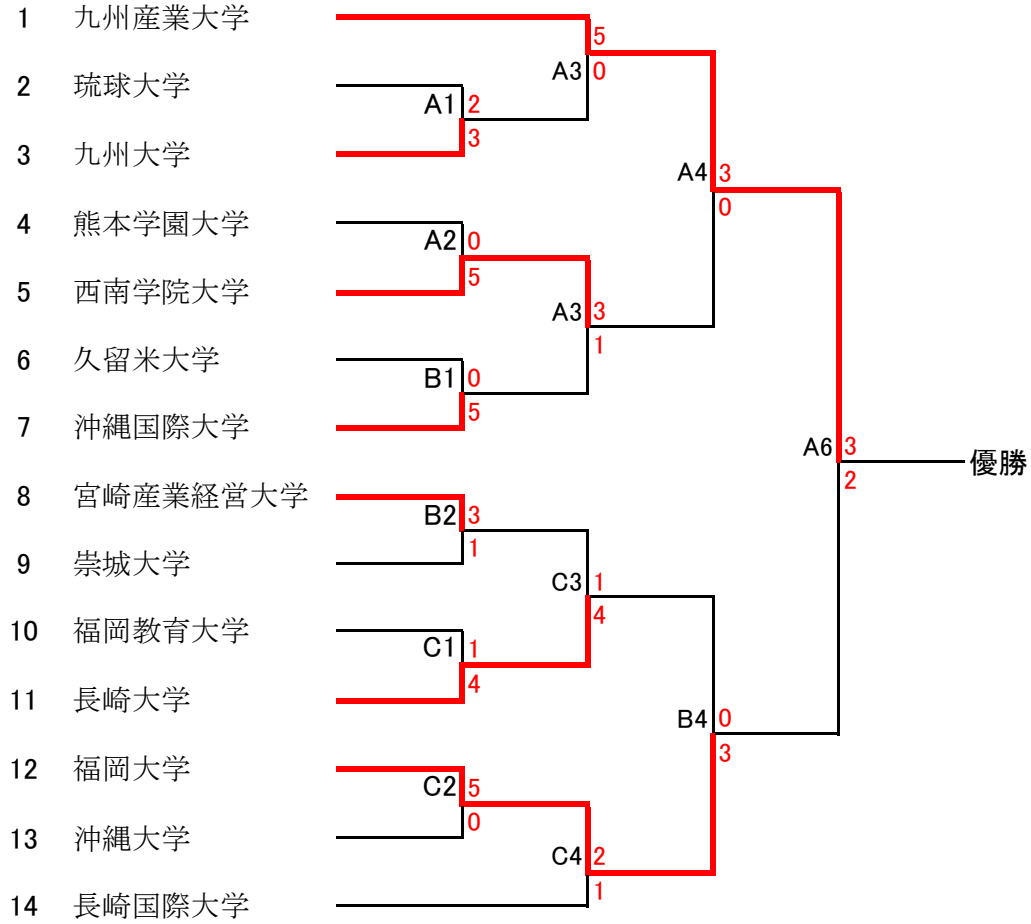 1 九州産業大学
5
A3 0
2 琉球大学
A1 2
3
3 九州大学
A4 3
0
4 熊本学園大学
A2 0
5
5 西南学院大学
A3 3
1
6 久留米大学
B1 0
5
7 沖縄国際大学
A6 3
優勝
2
8 宮崎産業経営大学
B2 3
1
9 崇城大学
C3 1
4
10 福岡教育大学
C1 1
4
11 長崎大学
B4 0
3
12 福岡大学
C2 5
0
13 沖縄大学
C4 2
1
14 長崎国際大学